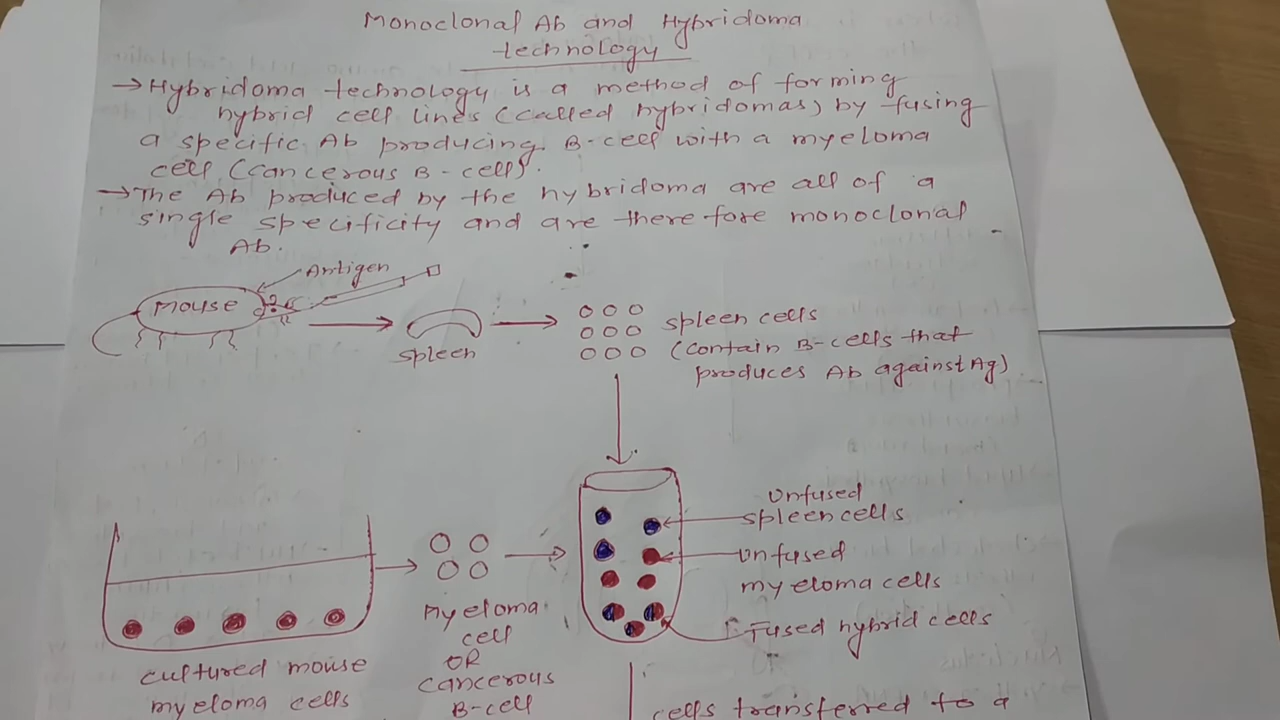 Monoclonal Ab and Hybridoma
technology
→ Hybridoma technology is a method of forming
hybrid cell lines (called hybridomas) by fusing
a specific Ab producing B-cell with a myeloma
cell (cancerous B-cell).
→ The Ab produced by the hybridoma are all of a
single specificity and are there fore monoclonal
Ab.
Antigen
Mouse
spleen
spleen cells
(contain B-cells that
produces Ab against Ag)
Unfused
spleen cells
Unfused
myeloma cells
Fused hybrid cells
Myeloma
cell
OR
cancerous
B-cell
cultured mouse
myeloma cells
cells transferred to a